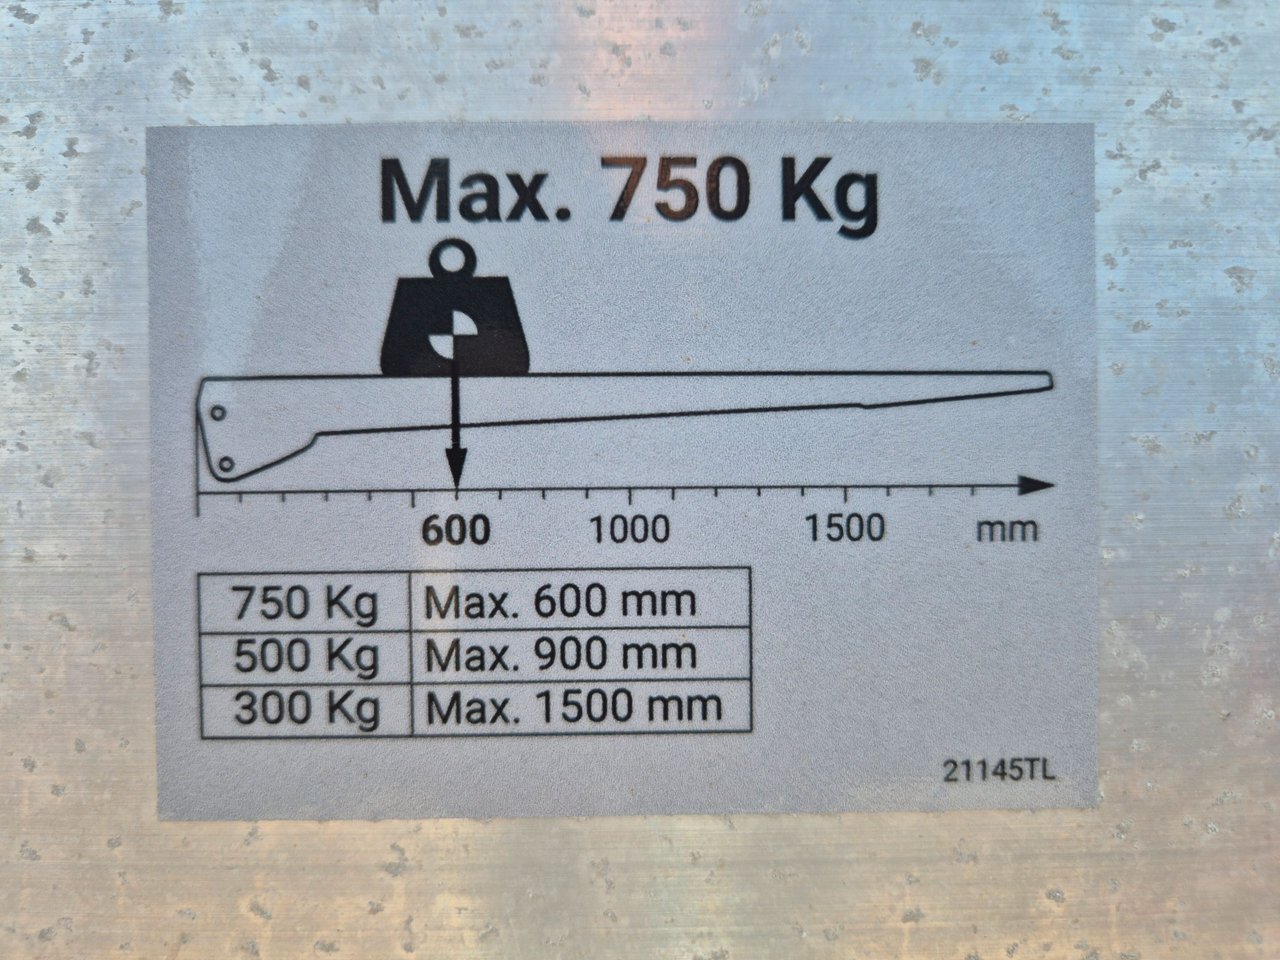 Max. 750 Kg
600 1000 1500 mm
750 Kg Max. 600 mm
500 Kg Max. 900 mm
300 Kg Max. 1500 mm
21145TL